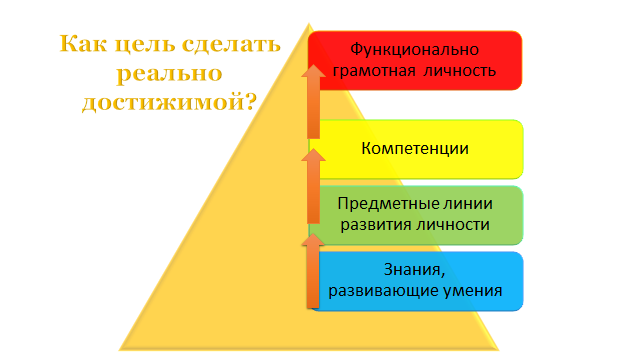 Как цель сделать
реально
достижимой?
Функционально
грамотная личность
Компетенции
Предметные линии
развития личности
Знания,
развивающие умения